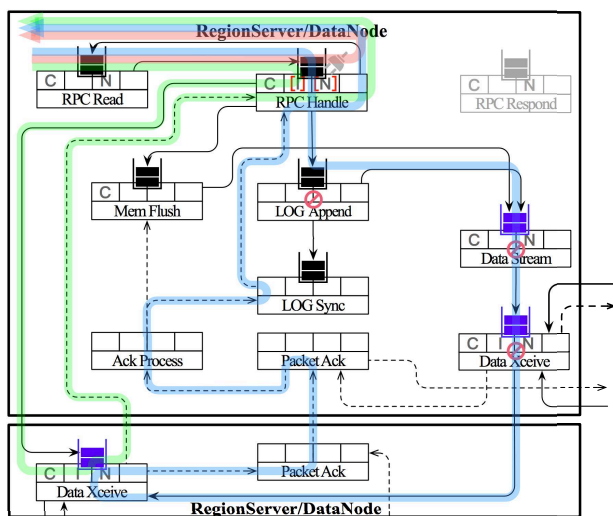 RegionServer/DataNode
C N
RPC Read
C [I] [N]
RPC Handle
N
RPC Respond
C
Mem Flush
LOG Append
C N
Data Stream
LOG Sync
Ack Process
Packet Ack
C I N
Data Xceive
C I N
Data Xceive
Packet Ack
RegionServer/DataNode